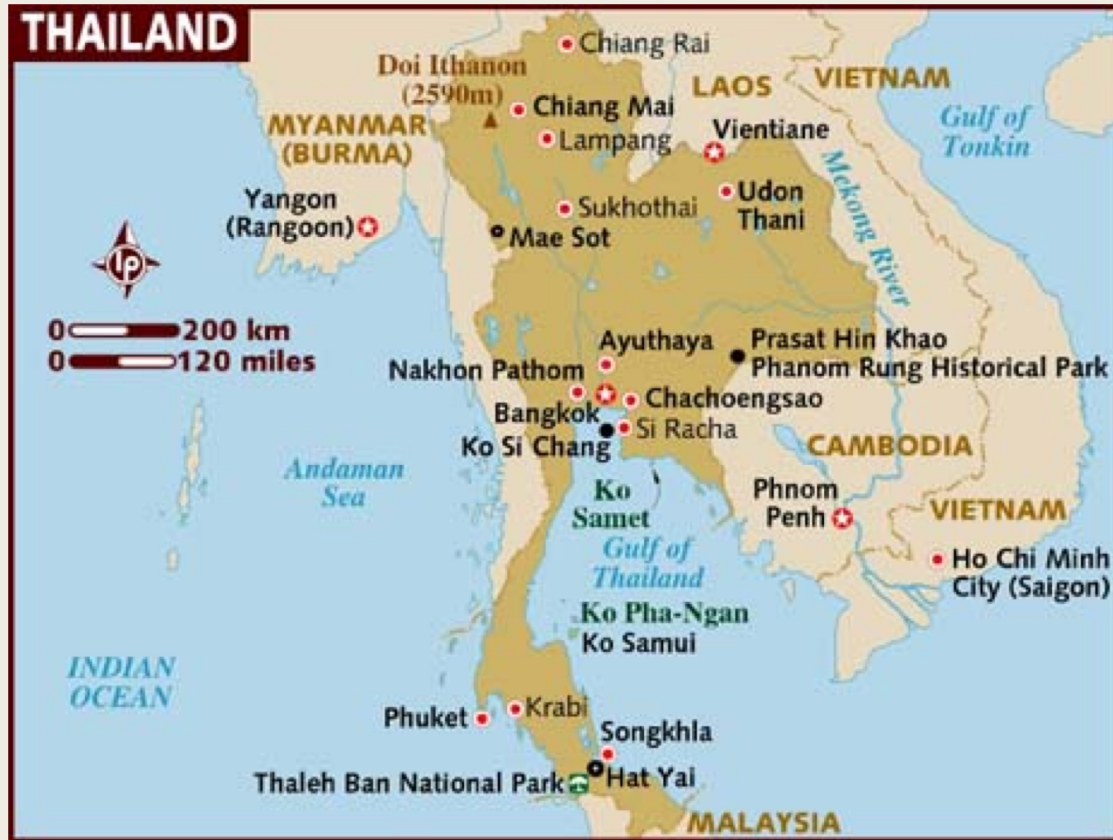 THAILAND
Chiang Rai
Doi Ithanon
(2590m)
Chiang Mai
LAOS
VIETNAM
MYANMAR
(BURMA)
Lampang
Vientiane
Gulf of
Tonkin
Yangon
(Rangoon)
Sukhothai
Udon
Thani
Mekong River
Mae Sot
lp
0 200 km
0 120 miles
Ayuthaya
Prasat Hin Khao
Phanom Rung Historical Park
Nakhon Pathom
Bangkok
Chachoengsao
Ko Si Chang
Si Racha
CAMBODIA
Andaman
Sea
Ko
Samet
Phnom
Penh
VIETNAM
Gulf of
Thailand
Ho Chi Minh
City (Saigon)
Ko Pha-Ngan
Ko Samui
INDIAN
OCEAN
Phuket
Krabi
Songkhla
Thaleh Ban National Park
Hat Yai
MALAYSIA